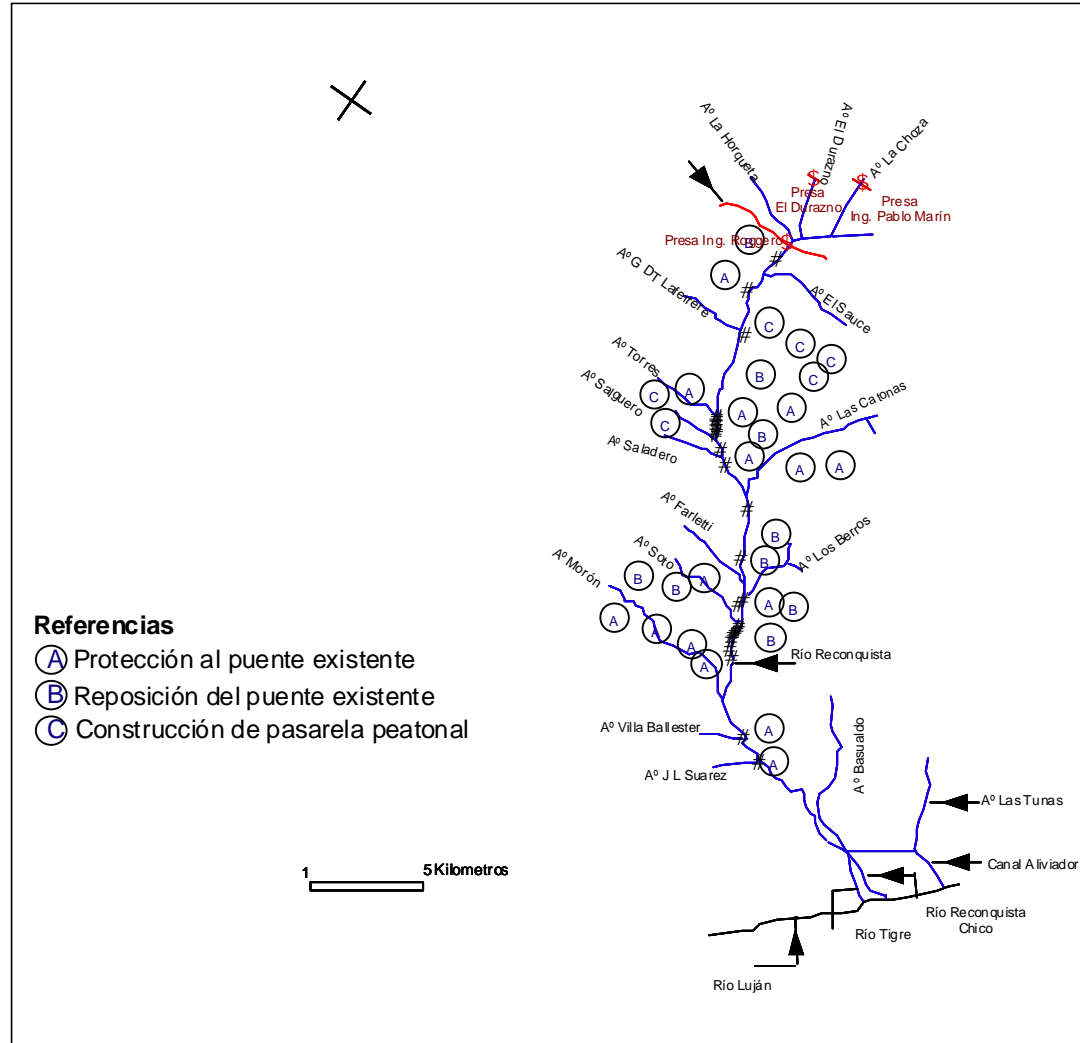 Aº La Horqueta
Aº El Durazno
Aº La Choza
$
$
Presa
El Durazno
Presa
Ing. Pablo Marín
Presa Ing. Roggero
$
B
#
A
#
Aº G DT Laferrere
Aº El Sauce
C
#
C
C
C
B
Aº Torres
A
C
Aº Salguero
C
A
A
Aº Las Catonas
B
Aº Saladero
#
#
A
A
A
#
Aº Farletti
B
Aº Los Berros
B
#
Aº Soto
A
B
B
Aº Morón
A
B
#
A
A
B
A
A
Río Reconquista
Referencias
A Protección al puente existente
B Reposición del puente existente
C Construcción de pasarela peatonal
Aº Villa Ballester
#
A
Aº J L Suarez
#
A
Aº Basualdo
Aº Las Tunas
Canal Aliviador
1 5 Kilometros
Río Reconquista
Chico
Río Tigre
Río Luján